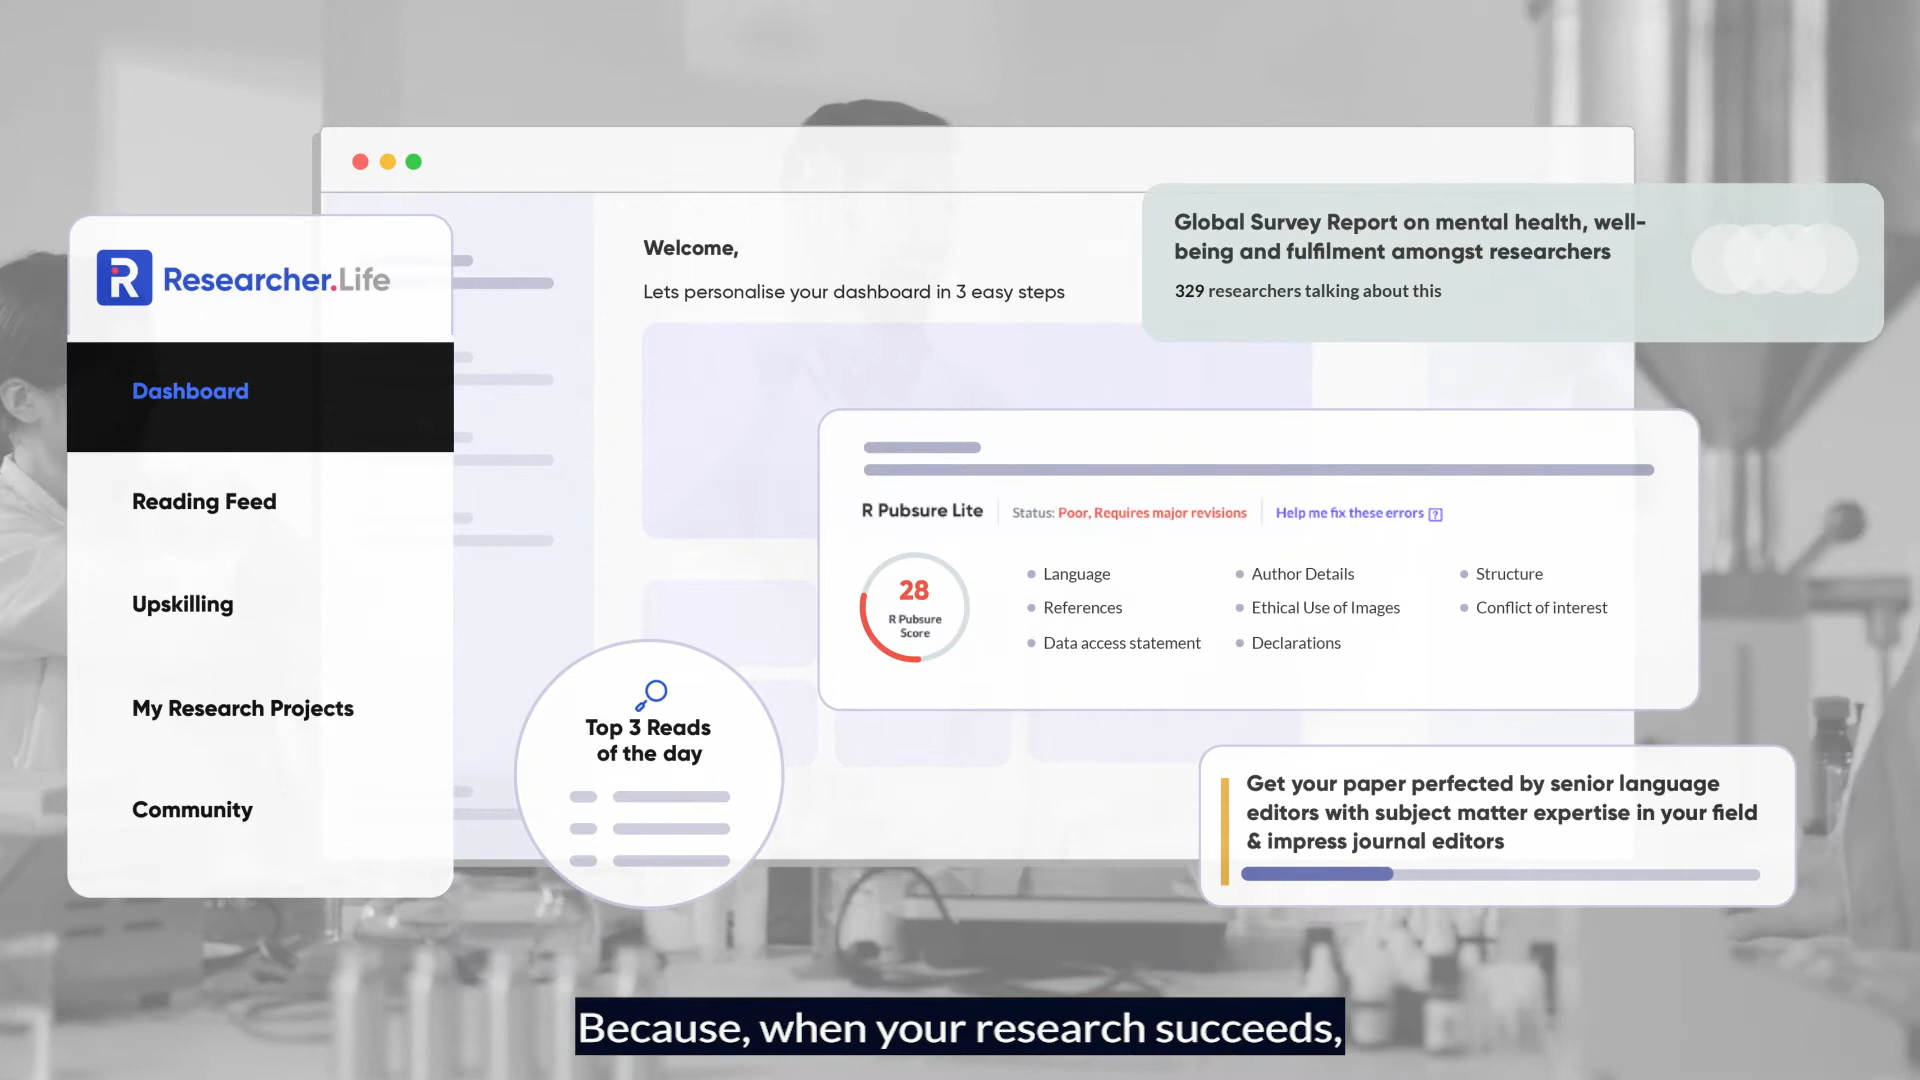 Researcher.Life
Dashboard
Reading Feed
Upskilling
My Research Projects
Community
Welcome,
Lets personalise your dashboard in 3 easy steps
Global Survey Report on mental health, well-
being and fulfilment amongst researchers
329 researchers talking about this
R Pubsure Lite
Status: Poor, Requires major revisions
Help me fix these errors ?
28
R Pubsure
Score
Language
References
Data access statement
Author Details
Ethical Use of Images
Declarations
Structure
Conflict of interest
Top 3 Reads
of the day
Get your paper perfected by senior language
editors with subject matter expertise in your field
& impress journal editors
Because, when your research succeeds,